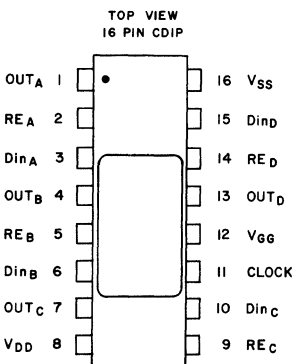 TOP VIEW
16 PIN CDIP
OUTA 1
REA 2
DinA 3
OUTB 4
REB 5
DinB 6
OUTC 7
VDD 8
16 VSS
15 DinD
14 RED
13 OUTD
12 VGG
11 CLOCK
10 DinC
9 REC